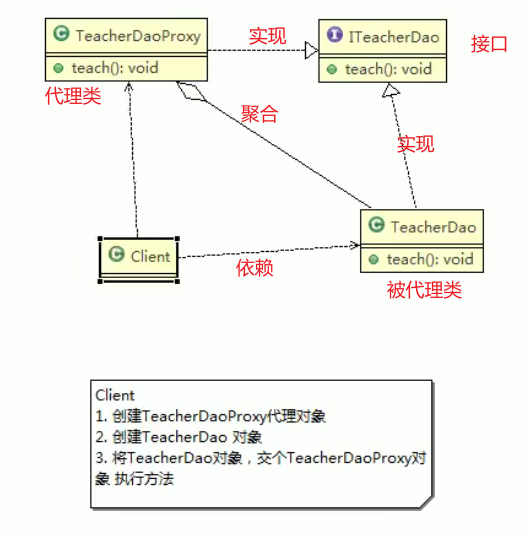 TeacherDaoProxy
teach(): void
代理类
实现
ITeacherDao
teach(): void
接口
聚合
实现
Client
依赖
TeacherDao
teach(): void
被代理类
Client
1. 创建TeacherDaoProxy代理对象
2. 创建TeacherDao 对象
3. 将TeacherDao对象，交个TeacherDaoProxy对
象 执行方法